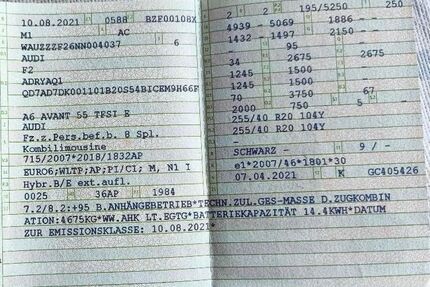 10.08.2021 0588 BZF00108X
M1 AC
WAUZZZF26NN004037 6
AUDI
F2
ADRYAQ1
QD7AD7DK001101B20S54BICEM9H66F
A6 AVANT 55 TFSI E
AUDI
Fz.z.Pers.bef.b. 8 Spl.
Kombilimousine
715/2007*2018/1832AP
EURO6;WLTP;AP;PI/CI; M, N1 I
Hybr.B/E ext.aufl.
0025 36AP 1984
2 2 195/5250 250
4939 - 5069 1886 -
1432 -1497 2150 -
- 95 -
34 2675 2675
1245 1500 -
1245 1500 -
70 3750 67
2000 750 5 -
255/40 R20 104Y
255/40 R20 104Y
-
SCHWARZ - 9 / -
e1*2007/46*1801*30
07.04.2021 K GC405426
7.2/8.2:+95 B.ANHÄNGEBETRIEB*TECHN.ZUL.GES-MASSE D.ZUGKOMBIN
ATION:4675KG*WW.AHK LT.EGTG*BATTERIEKAPAZITÄT 14.4KWH*DATUM
ZUR EMISSIONSKLASSE: 10.08.2021*